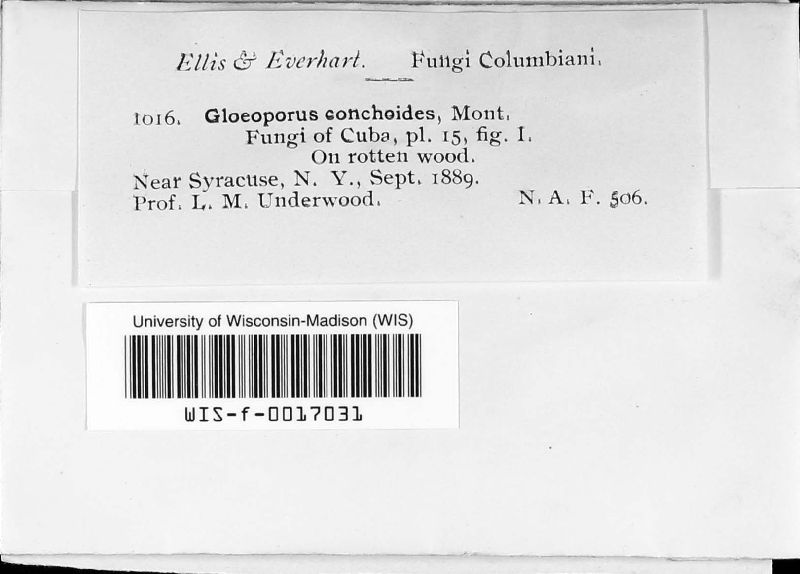 Ellis & Everhart. Fungi Columbiani.
1016. Gloeoporus conchoides, Mont.
Fungi of Cuba, pl. 15, fig. I.
On rotten wood.
Near Syracuse, N. Y., Sept. 1889.
Prof. L. M. Underwood. N. A. F. 506.
University of Wisconsin-Madison (WIS)
WIS-f-0017031